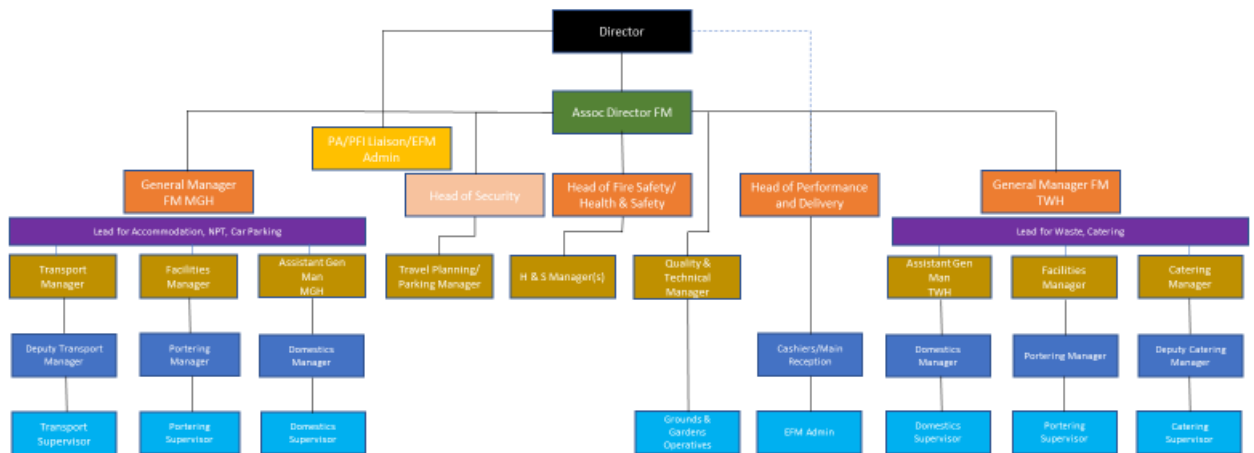 Director
Assoc Director FM
PA/PFI Liaison/EFM
Admin
General Manager
FM MGH
Head of Security
Head of Fire Safety/
Health & Safety
Head of Performance
and Delivery
General Manager FM
TWH
Lead for Accommodation, NPT, Car Parking
Lead for Waste, Catering
Transport
Manager
Facilities
Manager
Assistant Gen
Man
MGH
Travel Planning/
Parking Manager
H & S Manager(s)
Quality &
Technical
Manager
Assistant Gen
Man
TWH
Facilities
Manager
Catering
Manager
Deputy Transport
Manager
Portering
Manager
Domestics
Manager
Cashiers/Main
Reception
Domestics
Manager
Portering Manager
Deputy Catering
Manager
Transport
Supervisor
Portering
Supervisor
Domestics
Supervisor
Grounds &
Gardens
Operatives
EFM Admin
Domestics
Supervisor
Portering
Supervisor
Catering
Supervisor